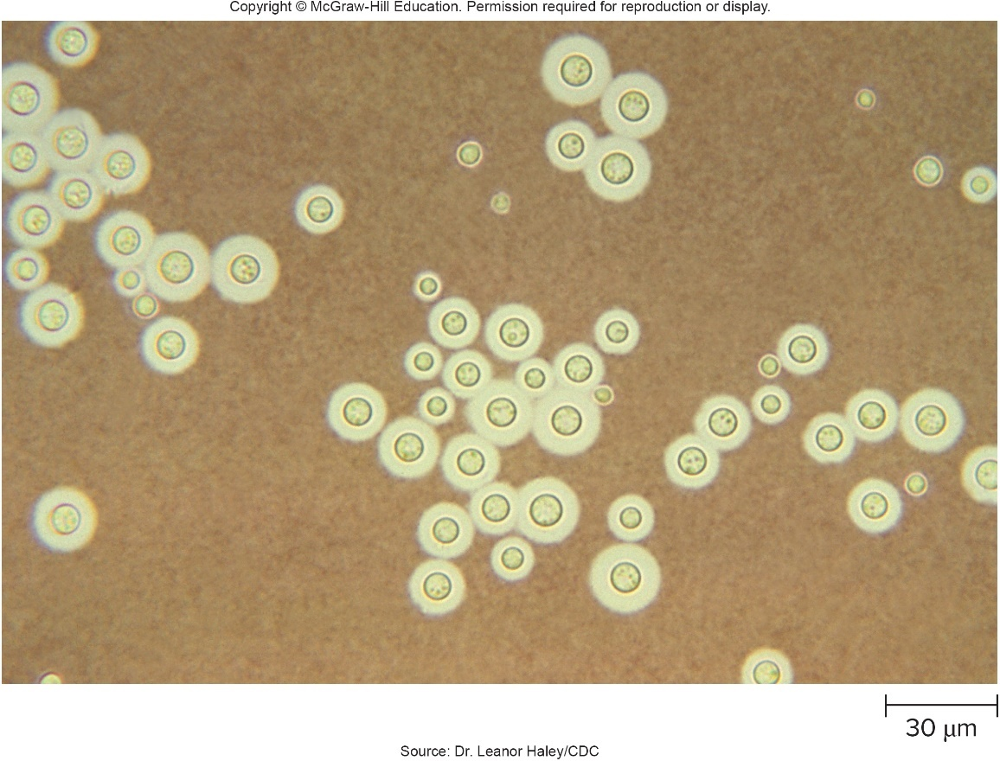 Copyright © McGraw-Hill Education. Permission required for reproduction or display.
30 μm
Source: Dr. Leanor Haley/CDC